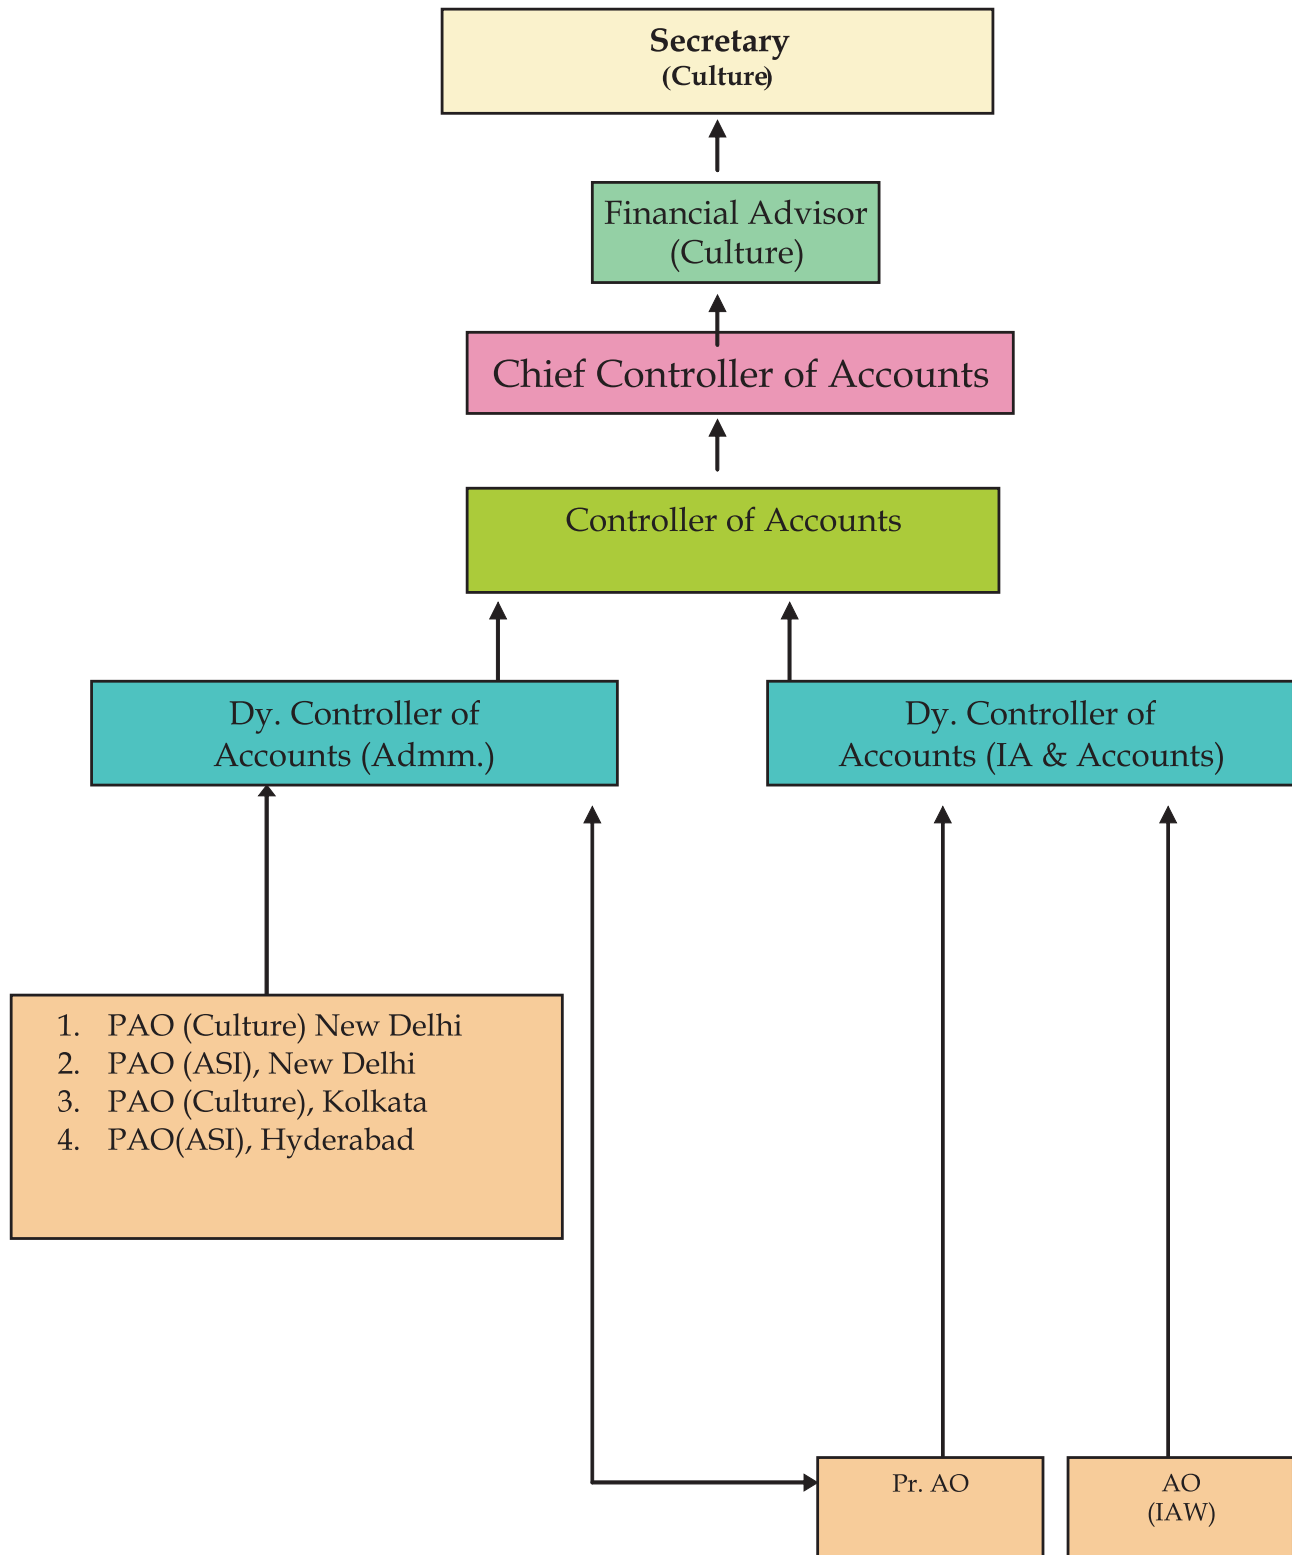 Secretary
(Culture)
Financial Advisor
(Culture)
Chief Controller of Accounts
Controller of Accounts
Dy. Controller of
Accounts (Admm.)
Dy. Controller of
Accounts (IA & Accounts)
1. PAO (Culture) New Delhi
2. PAO (ASI), New Delhi
3. PAO (Culture), Kolkata
4. PAO(ASI), Hyderabad
Pr. AO
AO
(IAW)